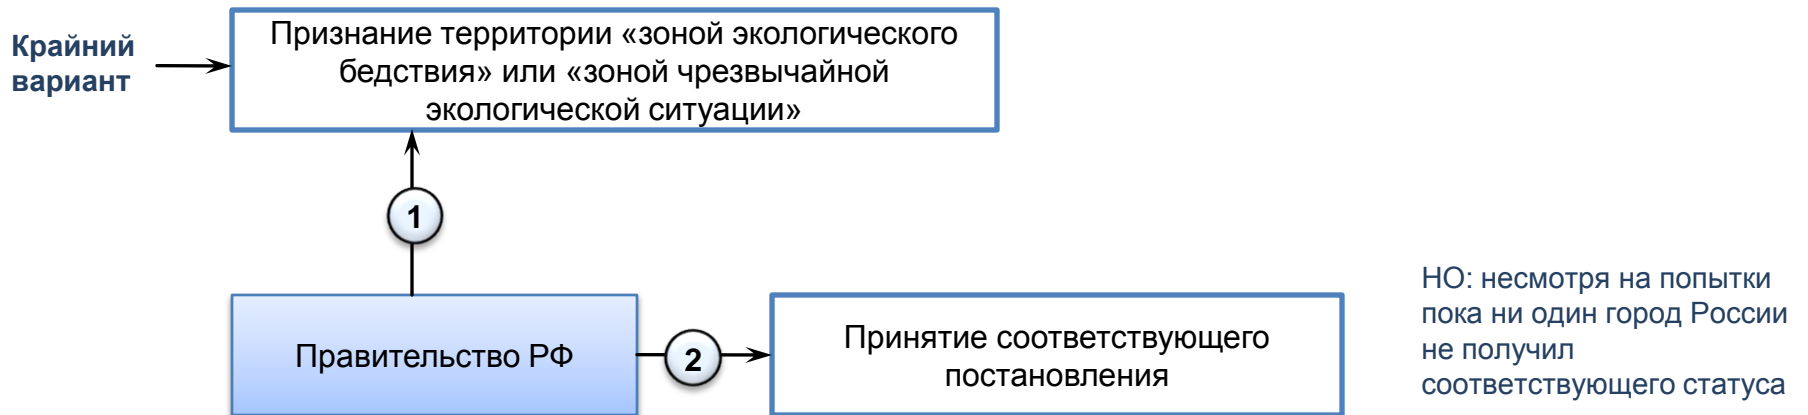 Крайний
вариант
Признание территории «зоной экологического
бедствия» или «зоной чрезвычайной
экологической ситуации»
1
Правительство РФ
2
Принятие соответствующего
постановления
НО: несмотря на попытки
пока ни один город России
не получил
соответствующего статуса